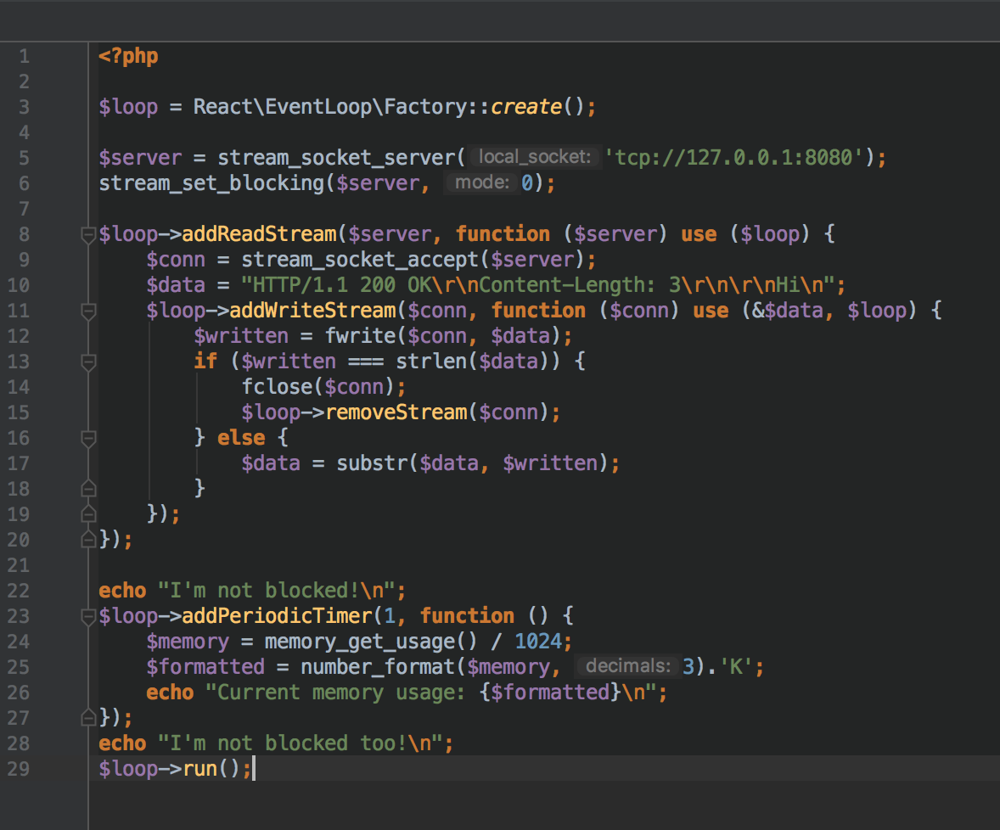 1 <?php
2
3 $loop = React\EventLoop\Factory::create();
4
5 $server = stream_socket_server( local_socket: 'tcp://127.0.0.1:8080');
6 stream_set_blocking($server, mode: 0);
7
8 $loop->addReadStream($server, function ($server) use ($loop) {
9     $conn = stream_socket_accept($server);
10     $data = "HTTP/1.1 200 OK\r\nContent-Length: 3\r\n\r\nHi\n";
11     $loop->addWriteStream($conn, function ($conn) use (&$data, $loop) {
12         $written = fwrite($conn, $data);
13         if ($written === strlen($data)) {
14             fclose($conn);
15             $loop->removeStream($conn);
16         } else {
17             $data = substr($data, $written);
18         }
19     });
20 });
21
22 echo "I'm not blocked!\n";
23 $loop->addPeriodicTimer(1, function () {
24     $memory = memory_get_usage() / 1024;
25     $formatted = number_format($memory, decimals: 3).'K';
26     echo "Current memory usage: {$formatted}\n";
27 });
28 echo "I'm not blocked too!\n";
29 $loop->run();